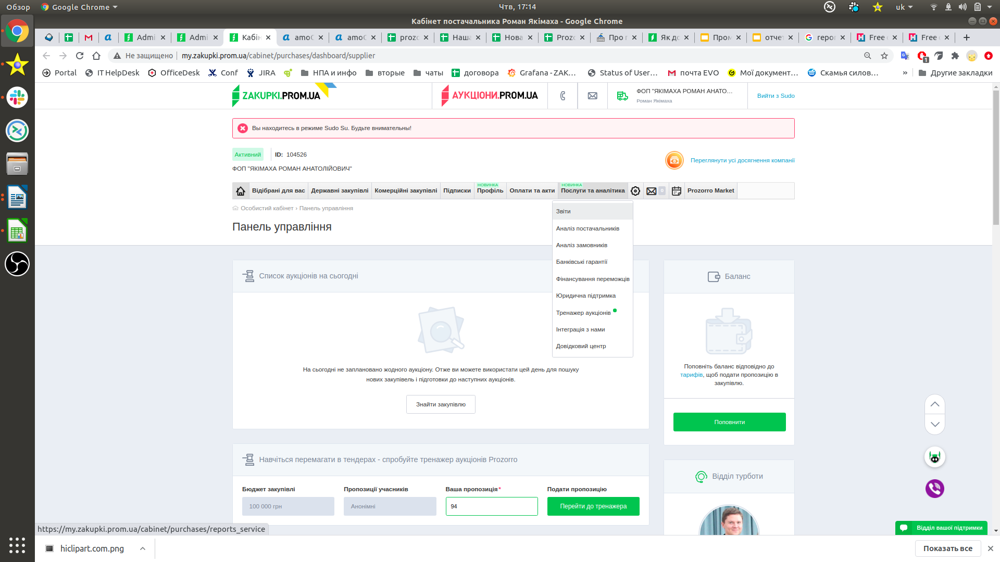 Обзор
Google Chrome
Чтв, 17:14
uk
Кабінет постачальника Роман Якімаха - Google Chrome
Admi
Admi
Кабін
amoC
amoC
prozo
Наша
Нова
Prozo
Про п
Як до
Пром
отчет
repor
Free
Free
Не защищено
my.zakupki.prom.ua/cabinet/purchases/dashboard/supplier
1
Portal
IT HelpDesk
OfficeDesk
Conf
JIRA
НПА и инфо
вторые
чаты
договора
Grafana - ZAK...
Status of User...
почта EVO
Мої документ...
Скамья силов...
»
Другие закладки
ZAKUPKI.PROM.UA
АУКЦІОНИ.PROM.UA
ФОП "ЯКІМАХА РОМАН АНАТО...
Роман Якімаха
Вийти з Sudo
Вы находитесь в режиме Sudo Su. Будьте внимательны!
Активний
ID: 104526
ФОП "ЯКІМАХА РОМАН АНАТОЛІЙОВИЧ"
Переглянути усі досягнення компанії
Відібрані для вас
Державні закупівлі
Комерційні закупівлі
Підписки
НОВИНКА
Профіль
Оплати та акти
НОВИНКА
Послуги та аналітика
0
Prozorro Market
Особистий кабінет › Панель управління
Панель управління
Звіти
Аналіз постачальників
Аналіз замовників
Банківські гарантії
Фінансування переможців
Юридична підтримка
Тренажер аукціонів
Інтеграція з нами
Довідковий центр
Список аукціонів на сьогодні
На сьогодні не заплановано жодного аукціону. Отже ви можете використати цей день для пошуку
нових закупівель і підготовки до наступних аукціонів.
Знайти закупівлю
Баланс
Поповніть баланс відповідно до
тарифів, щоб подати пропозицію в
закупівлю.
Поповнити
Навчіться перемагати в тендерах - спробуйте тренажер аукціонів Prozorro
Бюджет закупівлі
Пропозиції учасників
Ваша пропозиція*
Подати пропозицію
100 000 грн
Анонімні
94
Перейти до тренажера
Відділ турботи
Відділ вашої підтримки
https://my.zakupki.prom.ua/cabinet/purchases/reports_service
hiclipart.com.png
Показать все